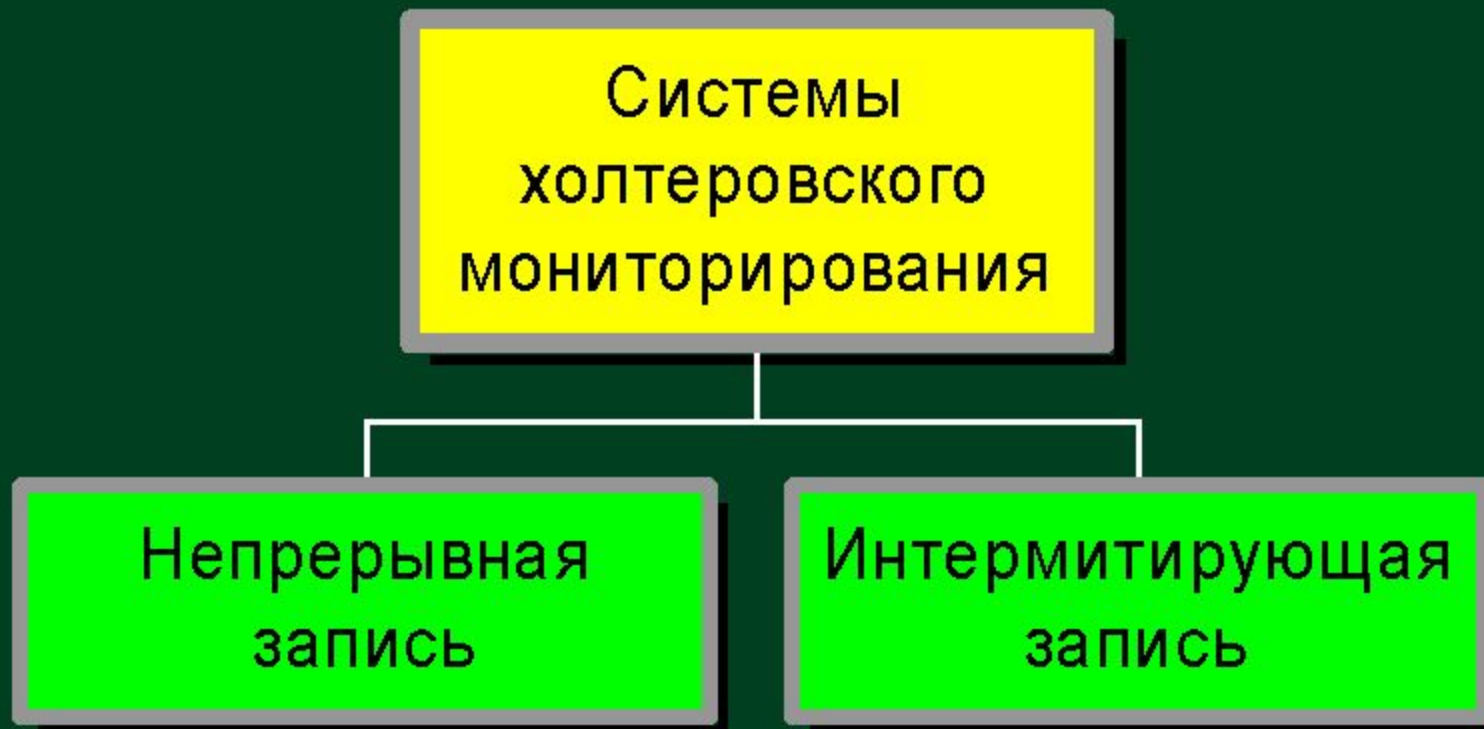 Системы
холтеровского
мониторирования
Непрерывная
запись
Интермитирующая
запись